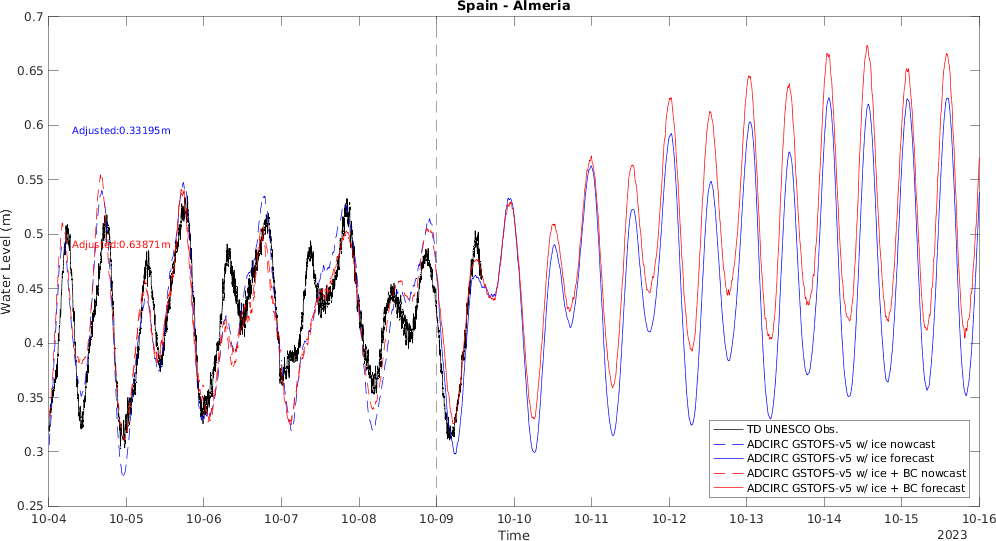 Spain - Almeria
0.7
0.65
0.6
0.55
0.5
0.45
0.4
0.35
0.3
0.25
Water Level (m)
Adjusted:0.33195m
Adjusted:0.63871m
TD UNESCO Obs.
ADCIRC GSTOFS-v5 w/ ice nowcast
ADCIRC GSTOFS-v5 w/ ice forecast
ADCIRC GSTOFS-v5 w/ ice + BC nowcast
ADCIRC GSTOFS-v5 w/ ice + BC forecast
10-04 10-05 10-06 10-07 10-08 10-09 10-10 10-11 10-12 10-13 10-14 10-15 10-16
Time
2023